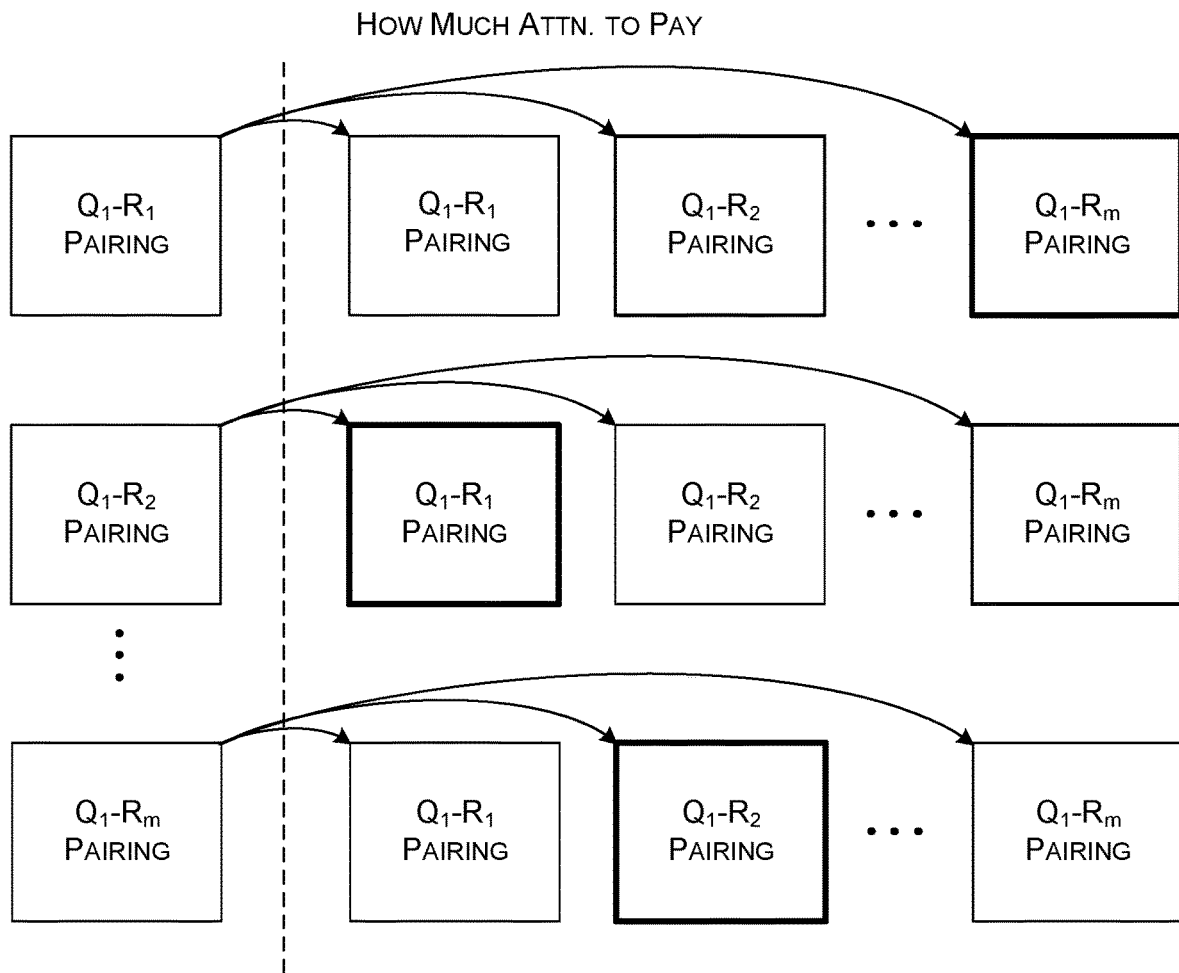 HOW MUCH ATTN. TO PAY
Q₁-R₁ PAIRING
Q₁-R₁ PAIRING
Q₁-R₂ PAIRING
• • •
Q₁-Rₘ PAIRING
Q₁-R₂ PAIRING
Q₁-R₁ PAIRING
Q₁-R₂ PAIRING
• • •
Q₁-Rₘ PAIRING
Q₁-Rₘ PAIRING
Q₁-R₁ PAIRING
Q₁-R₂ PAIRING
• • •
Q₁-Rₘ PAIRING